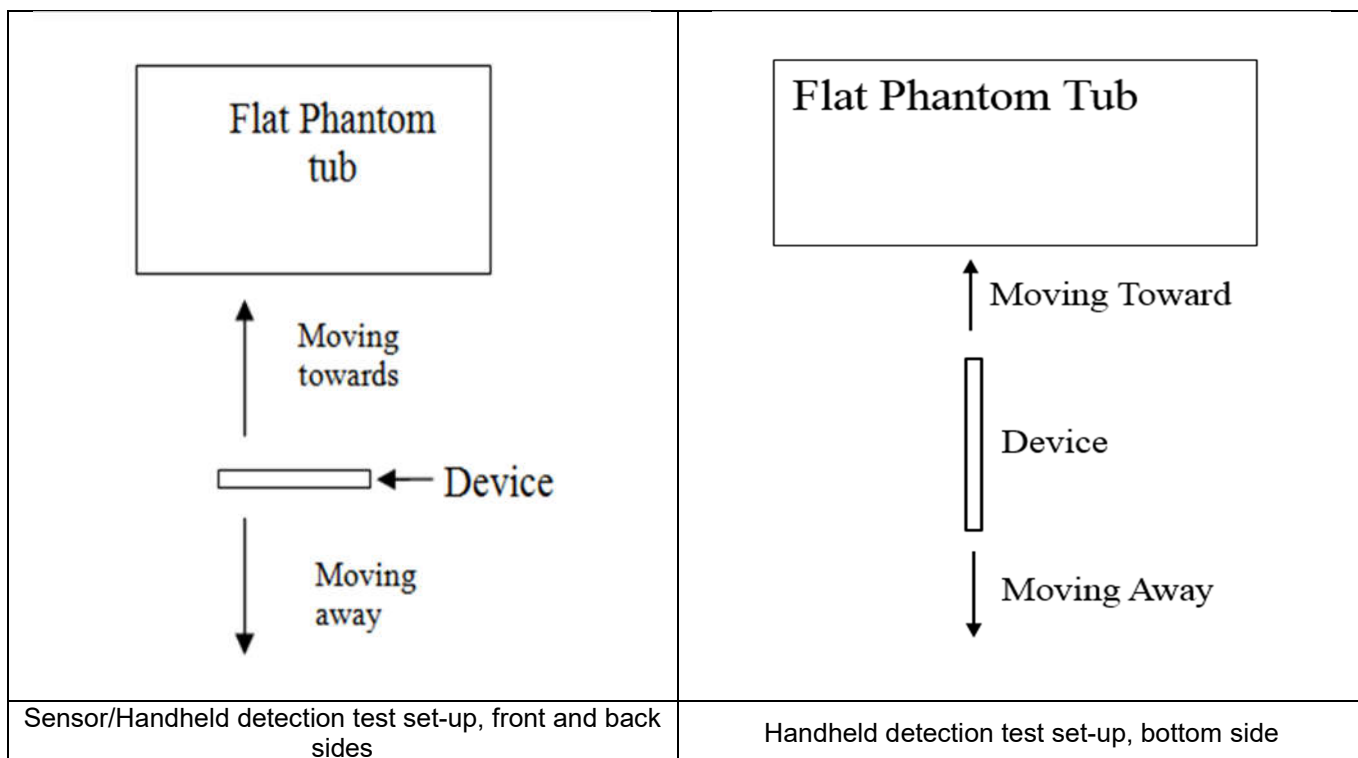 Flat Phantom
tub
Moving
towards
Device
Moving
away
Sensor/Handheld detection test set-up, front and back
sides
Flat Phantom Tub
Moving Toward
Device
Moving Away
Handheld detection test set-up, bottom side